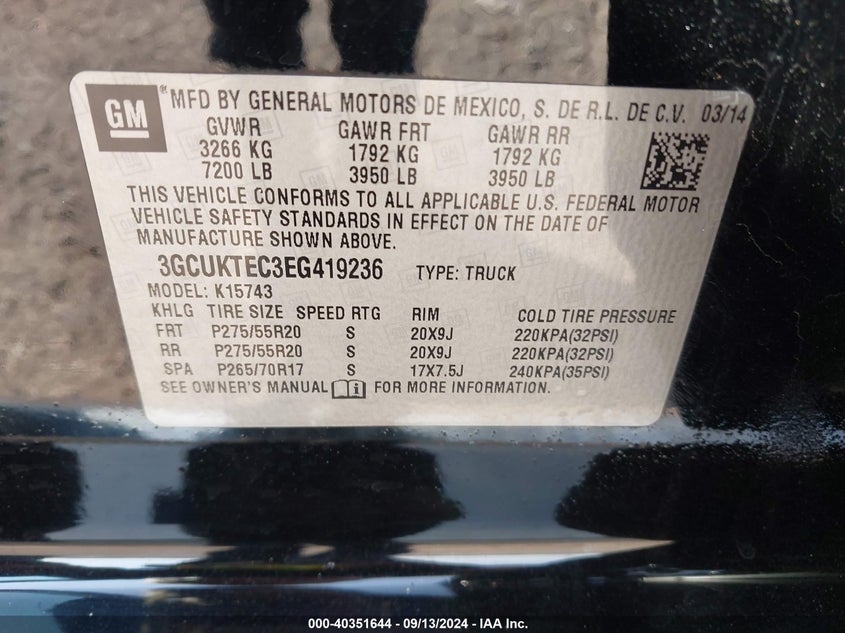 GM ® MFD BY GENERAL MOTORS DE MEXICO, S. DE R.L. DE C.V. 03/14
GVWR GAWR FRT GAWR RR
3266 KG 1792 KG 1792 KG
7200 LB 3950 LB 3950 LB
THIS VEHICLE CONFORMS TO ALL APPLICABLE U.S. FEDERAL MOTOR
VEHICLE SAFETY STANDARDS IN EFFECT ON THE DATE OF
MANUFACTURE SHOWN ABOVE.
3GCUKTEC3EG419236 TYPE: TRUCK
MODEL: K15743
KHLG TIRE SIZE SPEED RTG RIM COLD TIRE PRESSURE
FRT P275/55R20 S 20X9J 220KPA(32PSI)
RR P275/55R20 S 20X9J 220KPA(32PSI)
SPA P265/70R17 S 17X7.5J 240KPA(35PSI)
SEE OWNER'S MANUAL FOR MORE INFORMATION.
000-40351644 - 09/13/2024 - IAA Inc.